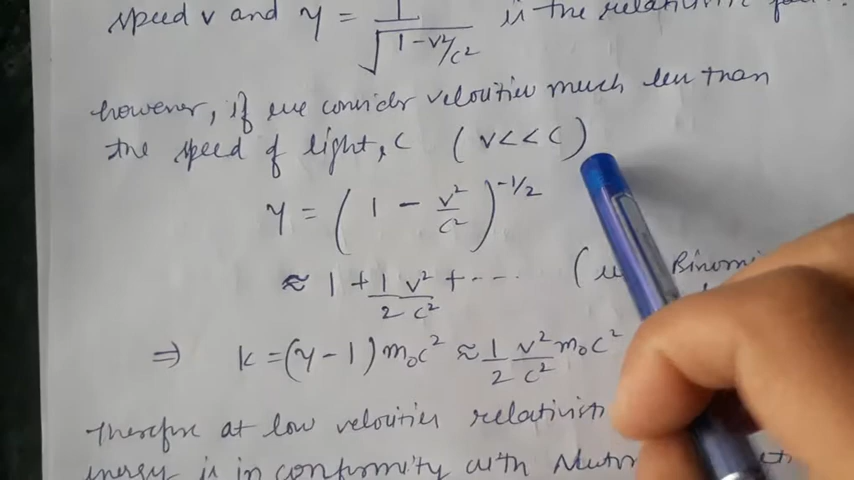 speed v and γ = 1/√(1-v²/c²) is the relativistic
however, if we consider velocities much less than
the speed of light, c (v<<c)
γ = (1 - v²/c²)^-1/2
≈ 1 + 1/2 v²/c² + ---- ( Binomi
⇒ K = (γ-1) m₀c² ≈ 1/2 v²/c² m₀c²
Therefore at low velocities relativisti
energy is in conformity with Newton